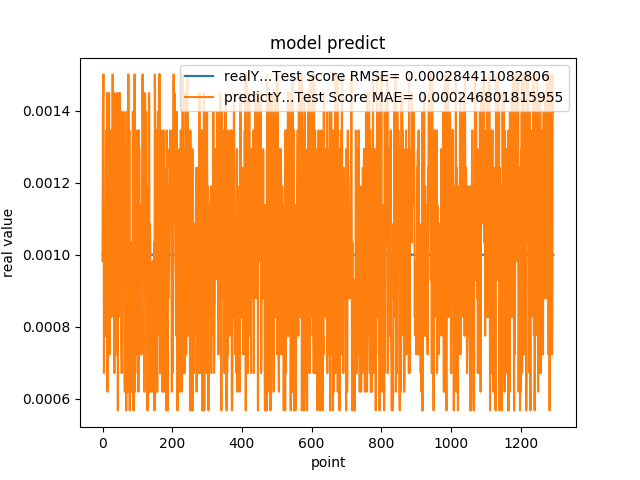 model predict
realY...Test Score RMSE= 0.000284411082806
predictY...Test Score MAE= 0.000246801815955
0.0014
0.0012
0.0010
0.0008
0.0006
real value
0 200 400 600 800 1000 1200
point